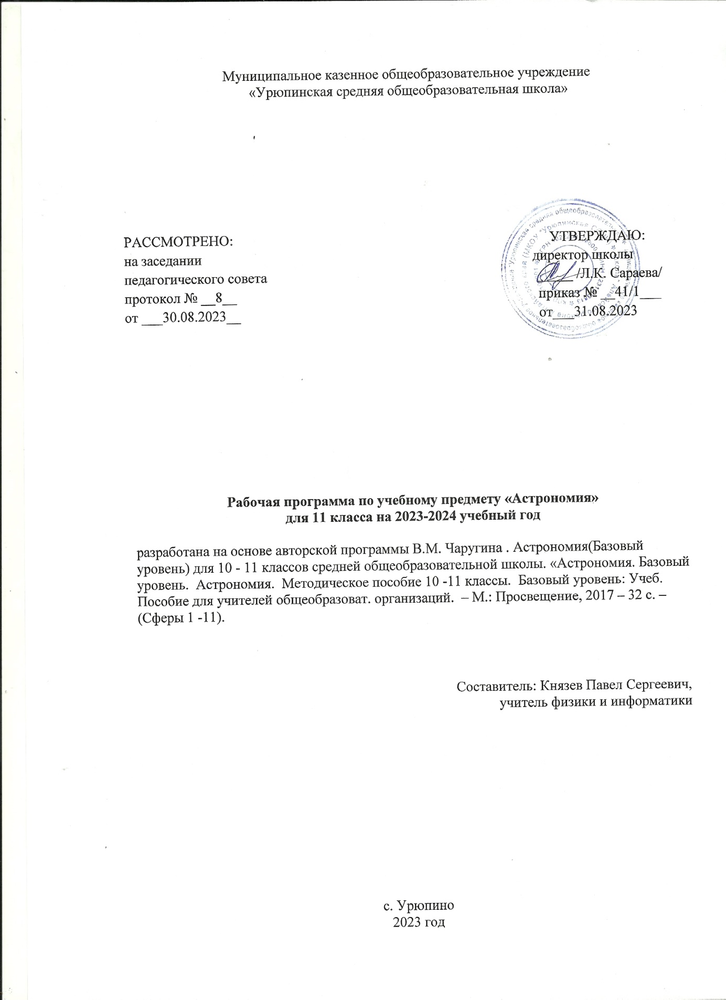 Муниципальное казенное общеобразовательное учреждение
«Урюпинская средняя общеобразовательная школа»
РАССМОТРЕНО:
на заседании
педагогического совета
протокол № __8__
от ___30.08.2023__
УТВЕРЖДАЮ:
директор школы
_____/Л.К. Сараева/
приказ № __41/1___
от___31.08.2023
Рабочая программа по учебному предмету «Астрономия»
для 11 класса на 2023-2024 учебный год
разработана на основе авторской программы В.М. Чаругина . Астрономия(Базовый
уровень) для 10 - 11 классов средней общеобразовательной школы. «Астрономия. Базовый
уровень.  Астрономия.  Методическое пособие 10 -11 классы.  Базовый уровень: Учеб.
Пособие для учителей общеобразоват. организаций.  – М.: Просвещение, 2017 – 32 с. –
(Сферы 1 -11).
Составитель: Князев Павел Сергеевич,
учитель физики и информатики
с. Урюпино
2023 год